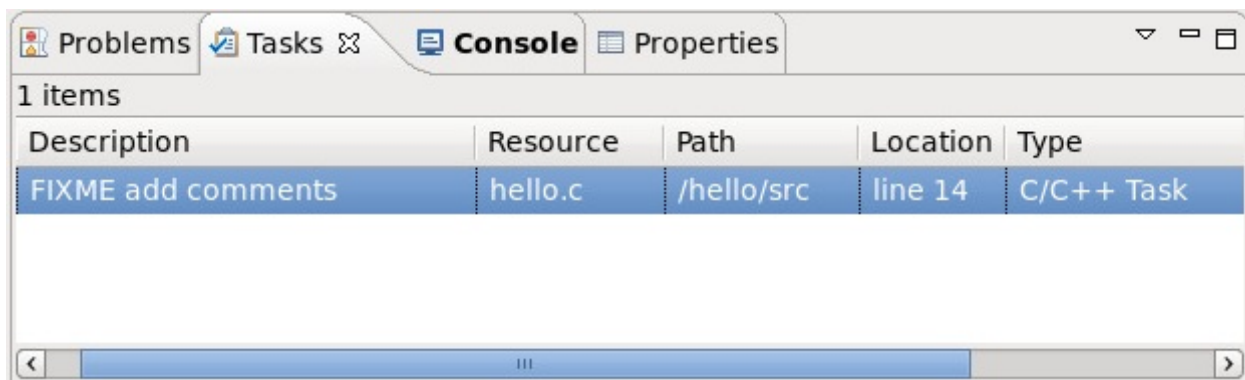 Problems Tasks Console Properties
1 items
Description Resource Path Location Type
FIXME add comments hello.c /hello/src line 14 C/C++ Task